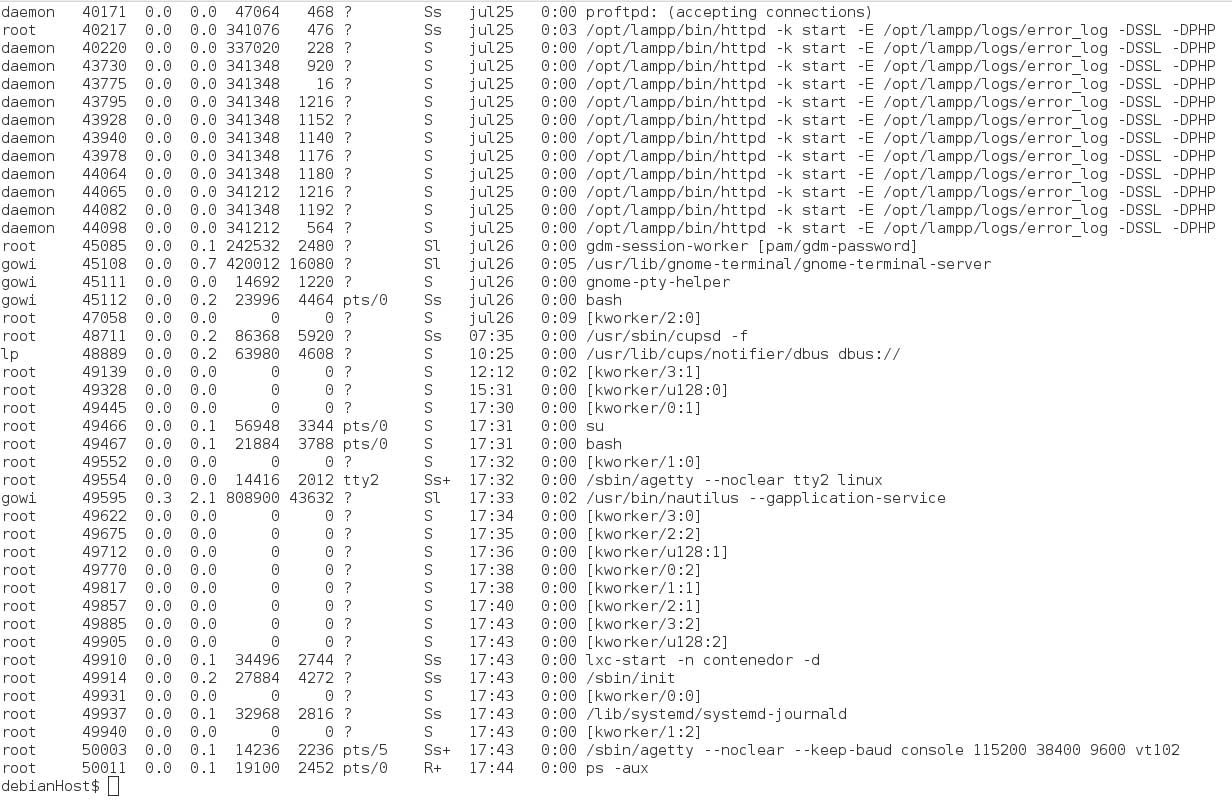 daemon   40171  0.0  0.0  47064   468 ?        Ss   jul25   0:00 proftpd: (accepting connections)
root     40217  0.0  0.0 341076   476 ?        Ss   jul25   0:03 /opt/lampp/bin/httpd -k start -E /opt/lampp/logs/error_log -DSSL -DPHP
daemon   40220  0.0  0.0 337020   228 ?        S    jul25   0:00 /opt/lampp/bin/httpd -k start -E /opt/lampp/logs/error_log -DSSL -DPHP
daemon   43730  0.0  0.0 341348   920 ?        S    jul25   0:00 /opt/lampp/bin/httpd -k start -E /opt/lampp/logs/error_log -DSSL -DPHP
daemon   43775  0.0  0.0 341348    16 ?        S    jul25   0:00 /opt/lampp/bin/httpd -k start -E /opt/lampp/logs/error_log -DSSL -DPHP
daemon   43795  0.0  0.0 341348  1216 ?        S    jul25   0:00 /opt/lampp/bin/httpd -k start -E /opt/lampp/logs/error_log -DSSL -DPHP
daemon   43928  0.0  0.0 341348  1152 ?        S    jul25   0:00 /opt/lampp/bin/httpd -k start -E /opt/lampp/logs/error_log -DSSL -DPHP
daemon   43940  0.0  0.0 341348  1140 ?        S    jul25   0:00 /opt/lampp/bin/httpd -k start -E /opt/lampp/logs/error_log -DSSL -DPHP
daemon   43978  0.0  0.0 341348  1176 ?        S    jul25   0:00 /opt/lampp/bin/httpd -k start -E /opt/lampp/logs/error_log -DSSL -DPHP
daemon   44064  0.0  0.0 341348  1180 ?        S    jul25   0:00 /opt/lampp/bin/httpd -k start -E /opt/lampp/logs/error_log -DSSL -DPHP
daemon   44065  0.0  0.0 341212  1216 ?        S    jul25   0:00 /opt/lampp/bin/httpd -k start -E /opt/lampp/logs/error_log -DSSL -DPHP
daemon   44082  0.0  0.0 341348  1192 ?        S    jul25   0:00 /opt/lampp/bin/httpd -k start -E /opt/lampp/logs/error_log -DSSL -DPHP
daemon   44098  0.0  0.0 341212   564 ?        S    jul25   0:00 /opt/lampp/bin/httpd -k start -E /opt/lampp/logs/error_log -DSSL -DPHP
root     45085  0.0  0.1 242532  2480 ?        Sl   jul26   0:00 gdm-session-worker [pam/gdm-password]
gowi     45108  0.0  0.7 420012 16080 ?        Sl   jul26   0:05 /usr/lib/gnome-terminal/gnome-terminal-server
gowi     45111  0.0  0.0  14692  1220 ?        S    jul26   0:00 gnome-pty-helper
gowi     45112  0.0  0.2  23996  4464 pts/0    Ss   jul26   0:00 bash
root     47058  0.0  0.0      0     0 ?        S    jul26   0:09 [kworker/2:0]
root     48711  0.0  0.2  86368  5920 ?        Ss   07:35   0:00 /usr/sbin/cupsd -f
lp       48889  0.0  0.2  63980  4608 ?        S    10:25   0:00 /usr/lib/cups/notifier/dbus dbus://
root     49139  0.0  0.0      0     0 ?        S    12:12   0:02 [kworker/3:1]
root     49328  0.0  0.0      0     0 ?        S    15:31   0:00 [kworker/u128:0]
root     49445  0.0  0.0      0     0 ?        S    17:30   0:00 [kworker/0:1]
root     49466  0.0  0.1  56948  3344 pts/0    S    17:31   0:00 su
root     49467  0.0  0.1  21884  3788 pts/0    S    17:31   0:00 bash
root     49552  0.0  0.0      0     0 ?        S    17:32   0:00 [kworker/1:0]
root     49554  0.0  0.0  14416  2012 tty2     Ss+  17:32   0:00 /sbin/agetty --noclear tty2 linux
gowi     49595  0.3  2.1 808900 43632 ?        Sl   17:33   0:02 /usr/bin/nautilus --gapplication-service
root     49622  0.0  0.0      0     0 ?        S    17:34   0:00 [kworker/3:0]
root     49675  0.0  0.0      0     0 ?        S    17:35   0:00 [kworker/2:2]
root     49712  0.0  0.0      0     0 ?        S    17:36   0:00 [kworker/u128:1]
root     49770  0.0  0.0      0     0 ?        S    17:38   0:00 [kworker/0:2]
root     49817  0.0  0.0      0     0 ?        S    17:38   0:00 [kworker/1:1]
root     49857  0.0  0.0      0     0 ?        S    17:40   0:00 [kworker/2:1]
root     49885  0.0  0.0      0     0 ?        S    17:43   0:00 [kworker/3:2]
root     49905  0.0  0.0      0     0 ?        S    17:43   0:00 [kworker/u128:2]
root     49910  0.0  0.1  34496  2744 ?        Ss   17:43   0:00 lxc-start -n contenedor -d
root     49914  0.0  0.2  27884  4272 ?        Ss   17:43   0:00 /sbin/init
root     49931  0.0  0.0      0     0 ?        S    17:43   0:00 [kworker/0:0]
root     49937  0.0  0.1  32968  2816 ?        Ss   17:43   0:00 /lib/systemd/systemd-journald
root     49940  0.0  0.0      0     0 ?        S    17:43   0:00 [kworker/1:2]
root     50003  0.0  0.1  14236  2236 pts/5    Ss+  17:43   0:00 /sbin/agetty --noclear --keep-baud console 115200 38400 9600 vt102
root     50011  0.0  0.1  19100  2452 pts/0    R+   17:44   0:00 ps -aux
debianHost$